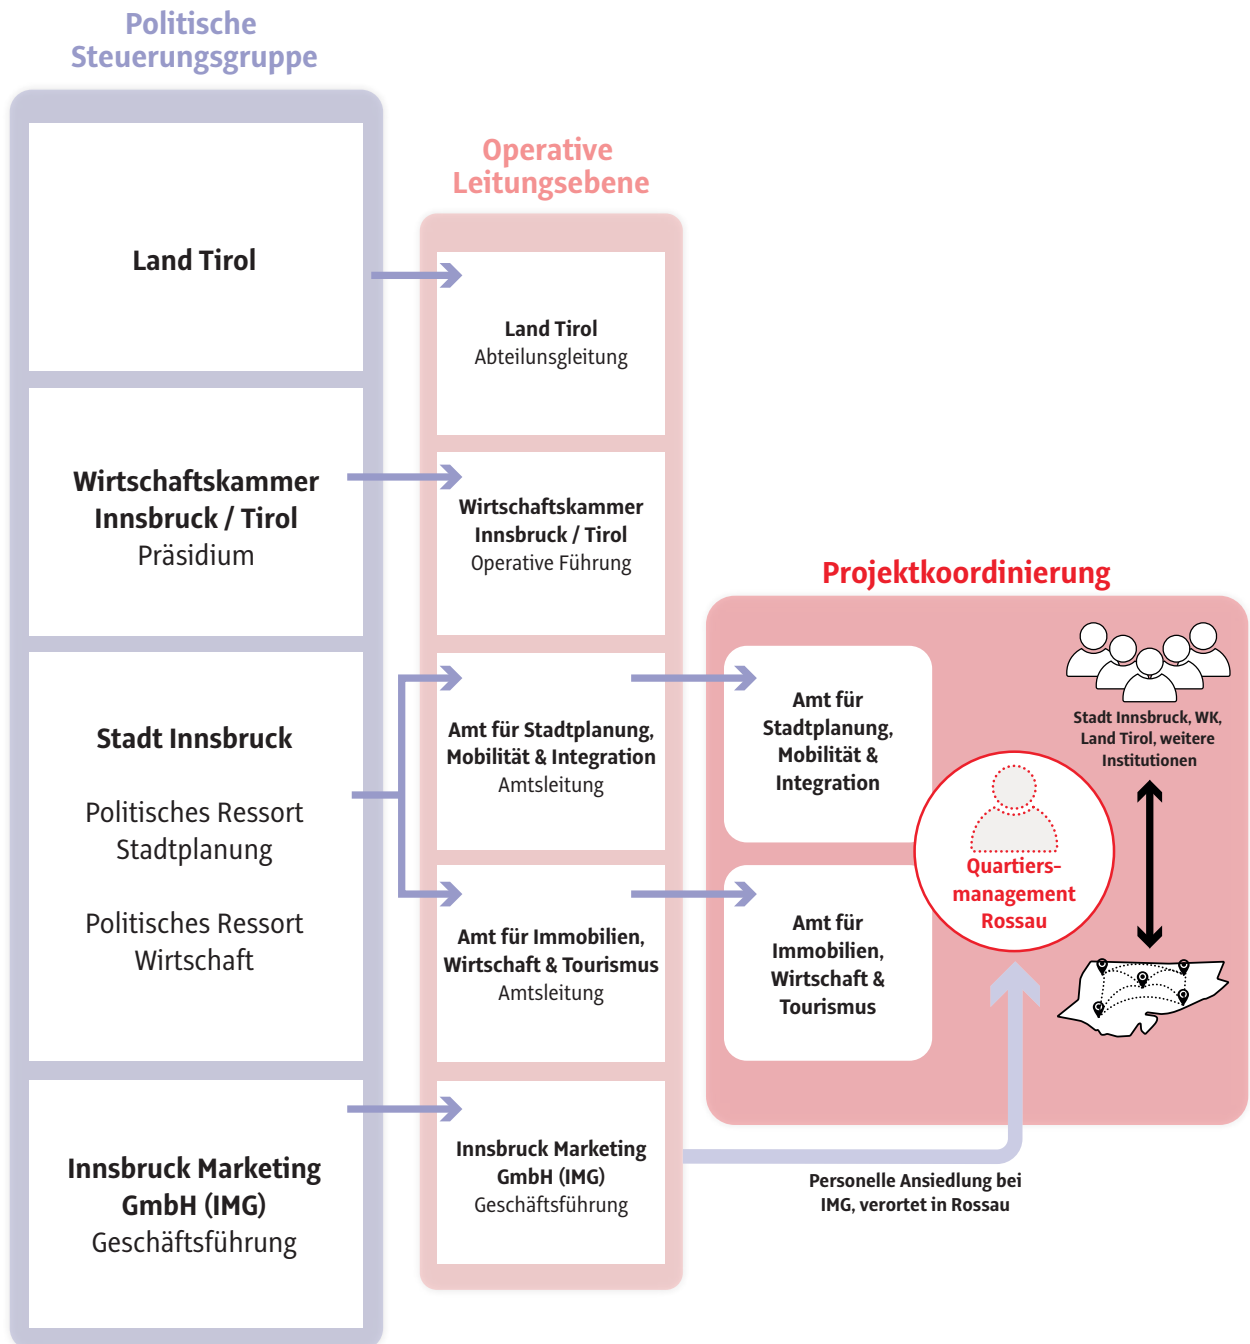 Politische
Steuerungsgruppe
Land Tirol
Wirtschaftskammer
Innsbruck / Tirol
Präsidium
Stadt Innsbruck
Politisches Ressort
Stadtplanung
Politisches Ressort
Wirtschaft
Innsbruck Marketing
GmbH (IMG)
Geschäftsführung
Operative
Leitungsebene
Land Tirol
Abteilunsgleitung
Wirtschaftskammer
Innsbruck / Tirol
Operative Führung
Amt für Stadtplanung,
Mobilität & Integration
Amtsleitung
Amt für Immobilien,
Wirtschaft & Tourismus
Amtsleitung
Innsbruck Marketing
GmbH (IMG)
Geschäftsführung
Projektkoordinierung
Amt für
Stadtplanung,
Mobilität &
Integration
Amt für
Immobilien,
Wirtschaft &
Tourismus
Quartiers-
management
Rossau
Stadt Innsbruck, WK,
Land Tirol, weitere
Institutionen
Personelle Ansiedlung bei
IMG, verortet in Rossau